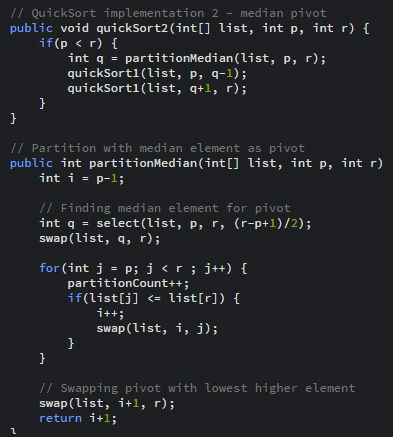 // QuickSort implementation 2 - median pivot
public void quickSort2(int[] list, int p, int r) {
    if(p < r) {
        int q = partitionMedian(list, p, r);
        quickSort1(list, p, q-1);
        quickSort1(list, q+1, r);
    }
}

// Partition with median element as pivot
public int partitionMedian(int[] list, int p, int r)
    int i = p-1;

    // Finding median element for pivot
    int q = select(list, p, r, (r-p+1)/2);
    swap(list, q, r);

    for(int j = p; j < r ; j++) {
        partitionCount++;
        if(list[j] <= list[r]) {
            i++;
            swap(list, i, j);
        }
    }

    // Swapping pivot with lowest higher element
    swap(list, i+1, r);
    return i+1;
}